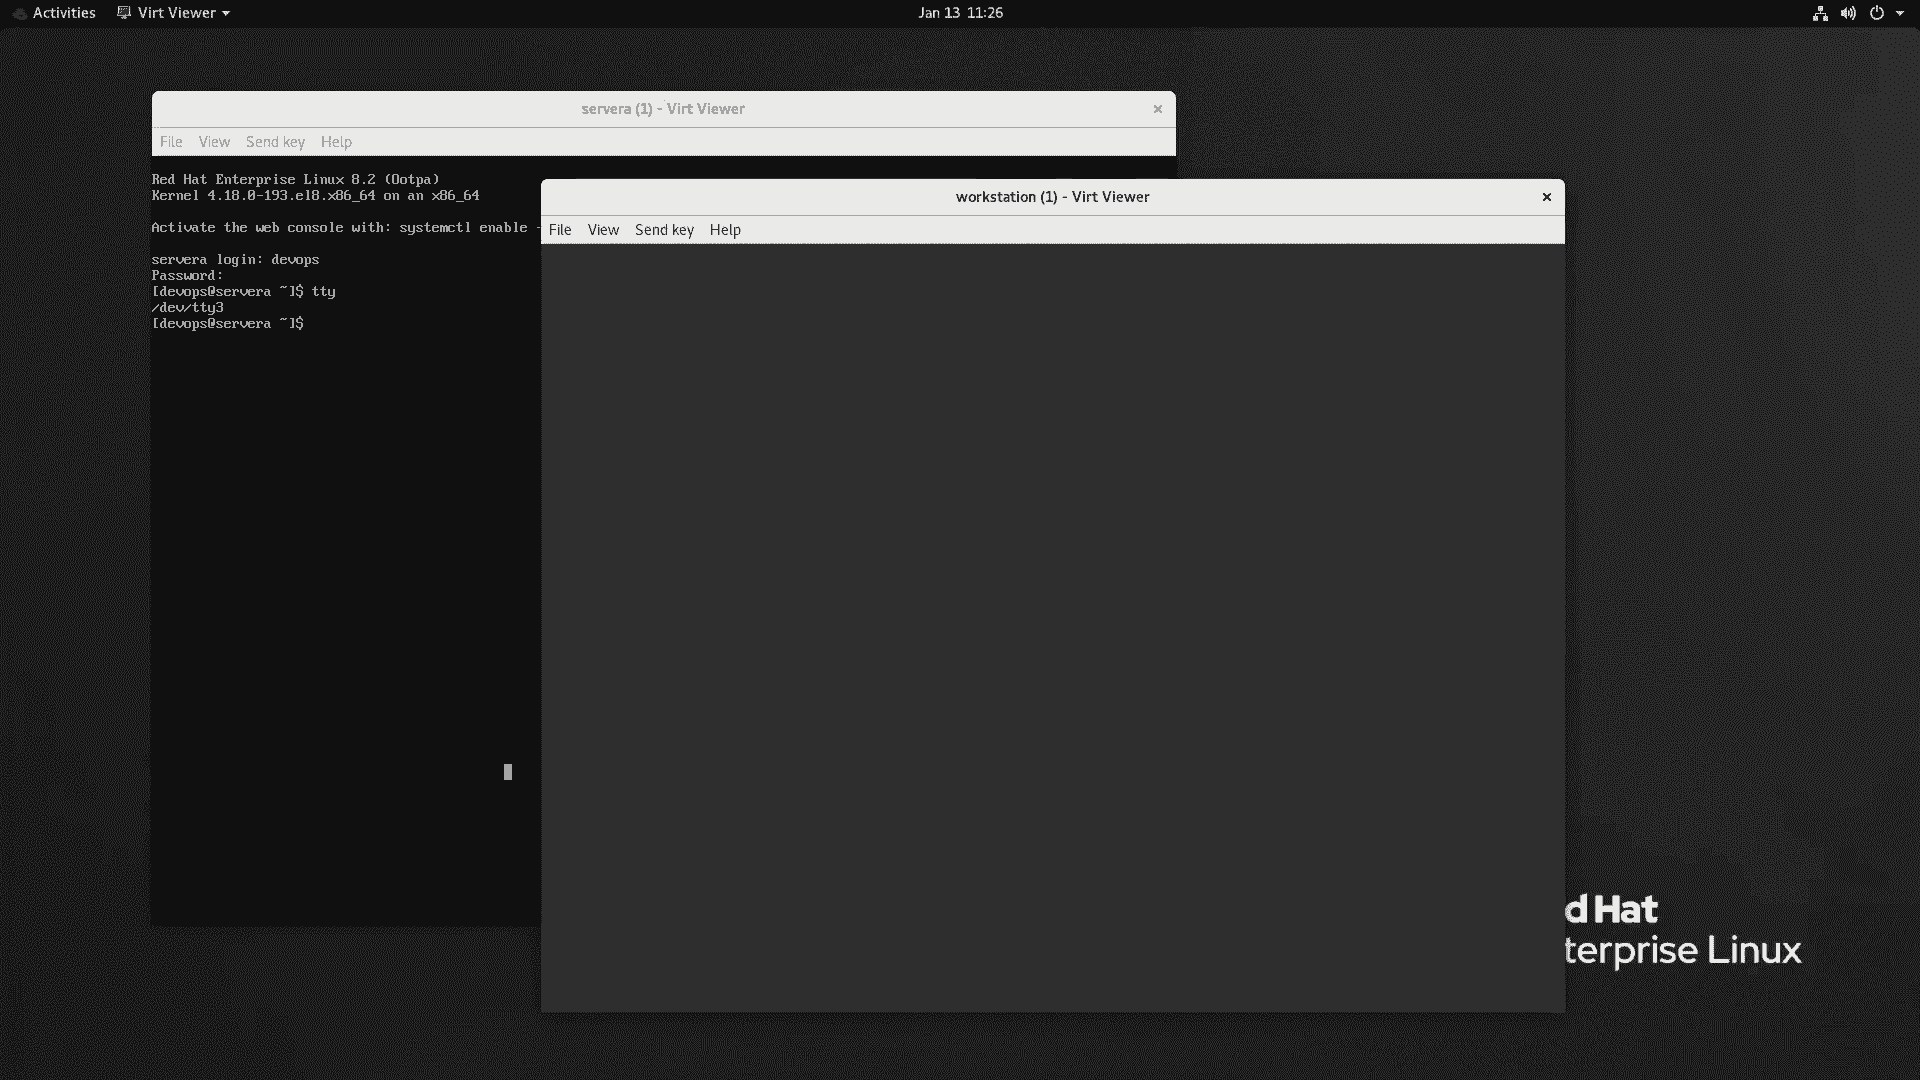 Activities Virt Viewer Jan 13 11:26
servera (1) - Virt Viewer
File View Send key Help
Red Hat Enterprise Linux 8.2 (Ootpa)
Kernel 4.18.0-193.el8.x86_64 on an x86_64
Activate the web console with: systemctl enable -
servera login: devops
Password:
[devops@servera ~]$ tty
/dev/tty3
[devops@servera ~]$
workstation (1) - Virt Viewer
File View Send key Help
d Hat
terprise Linux